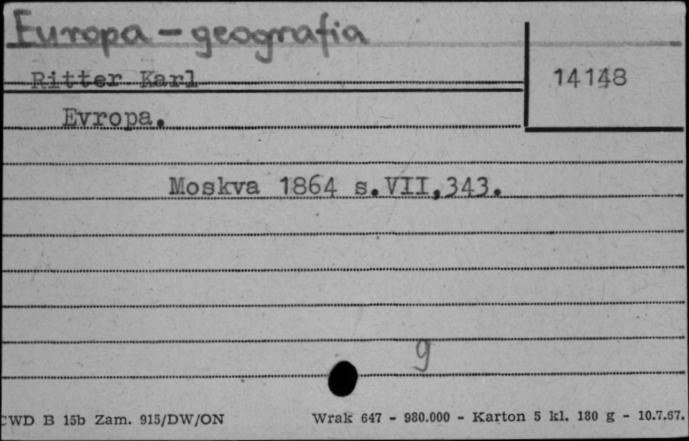 Europa - geografia
Ritter Karl
14148
Evropa.
Moskva 1864 s.VII,343.
g
CWD B 15b Zam. 915/DW/ON
Wrak 647 - 980.000 - Karton 5 kl. 180 g - 10.7.67.